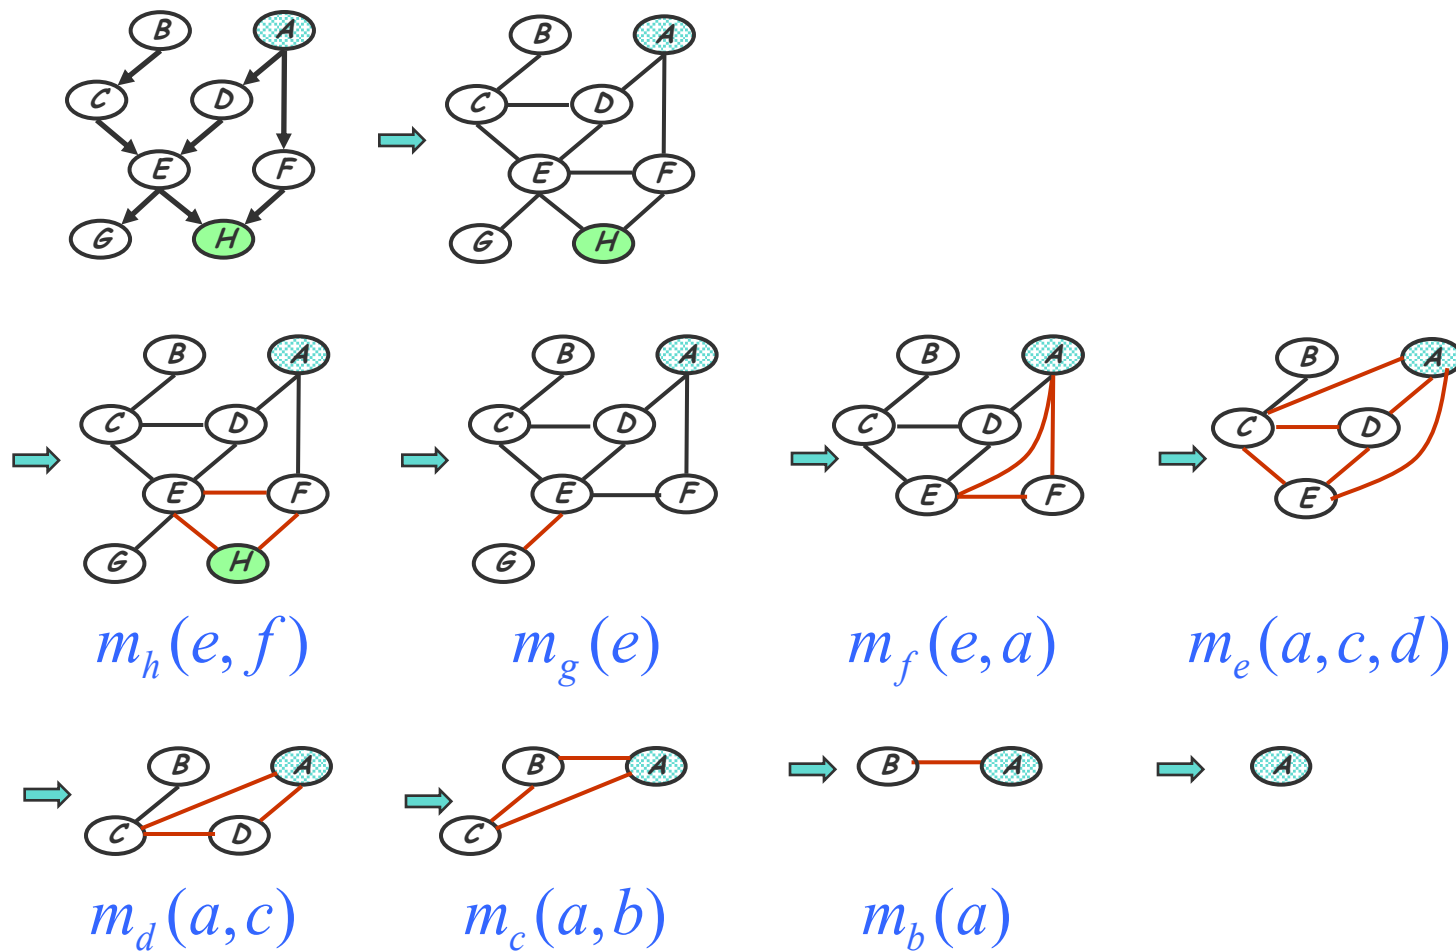 B A B A
C D C D
E F E F
G H G H
B A B A B A B A
C D C D C D C D
E F E F E F E
G H G
m_h(e, f) m_g(e) m_f(e, a) m_e(a, c, d)
B A B A B A A
C D C
m_d(a, c) m_c(a, b) m_b(a)